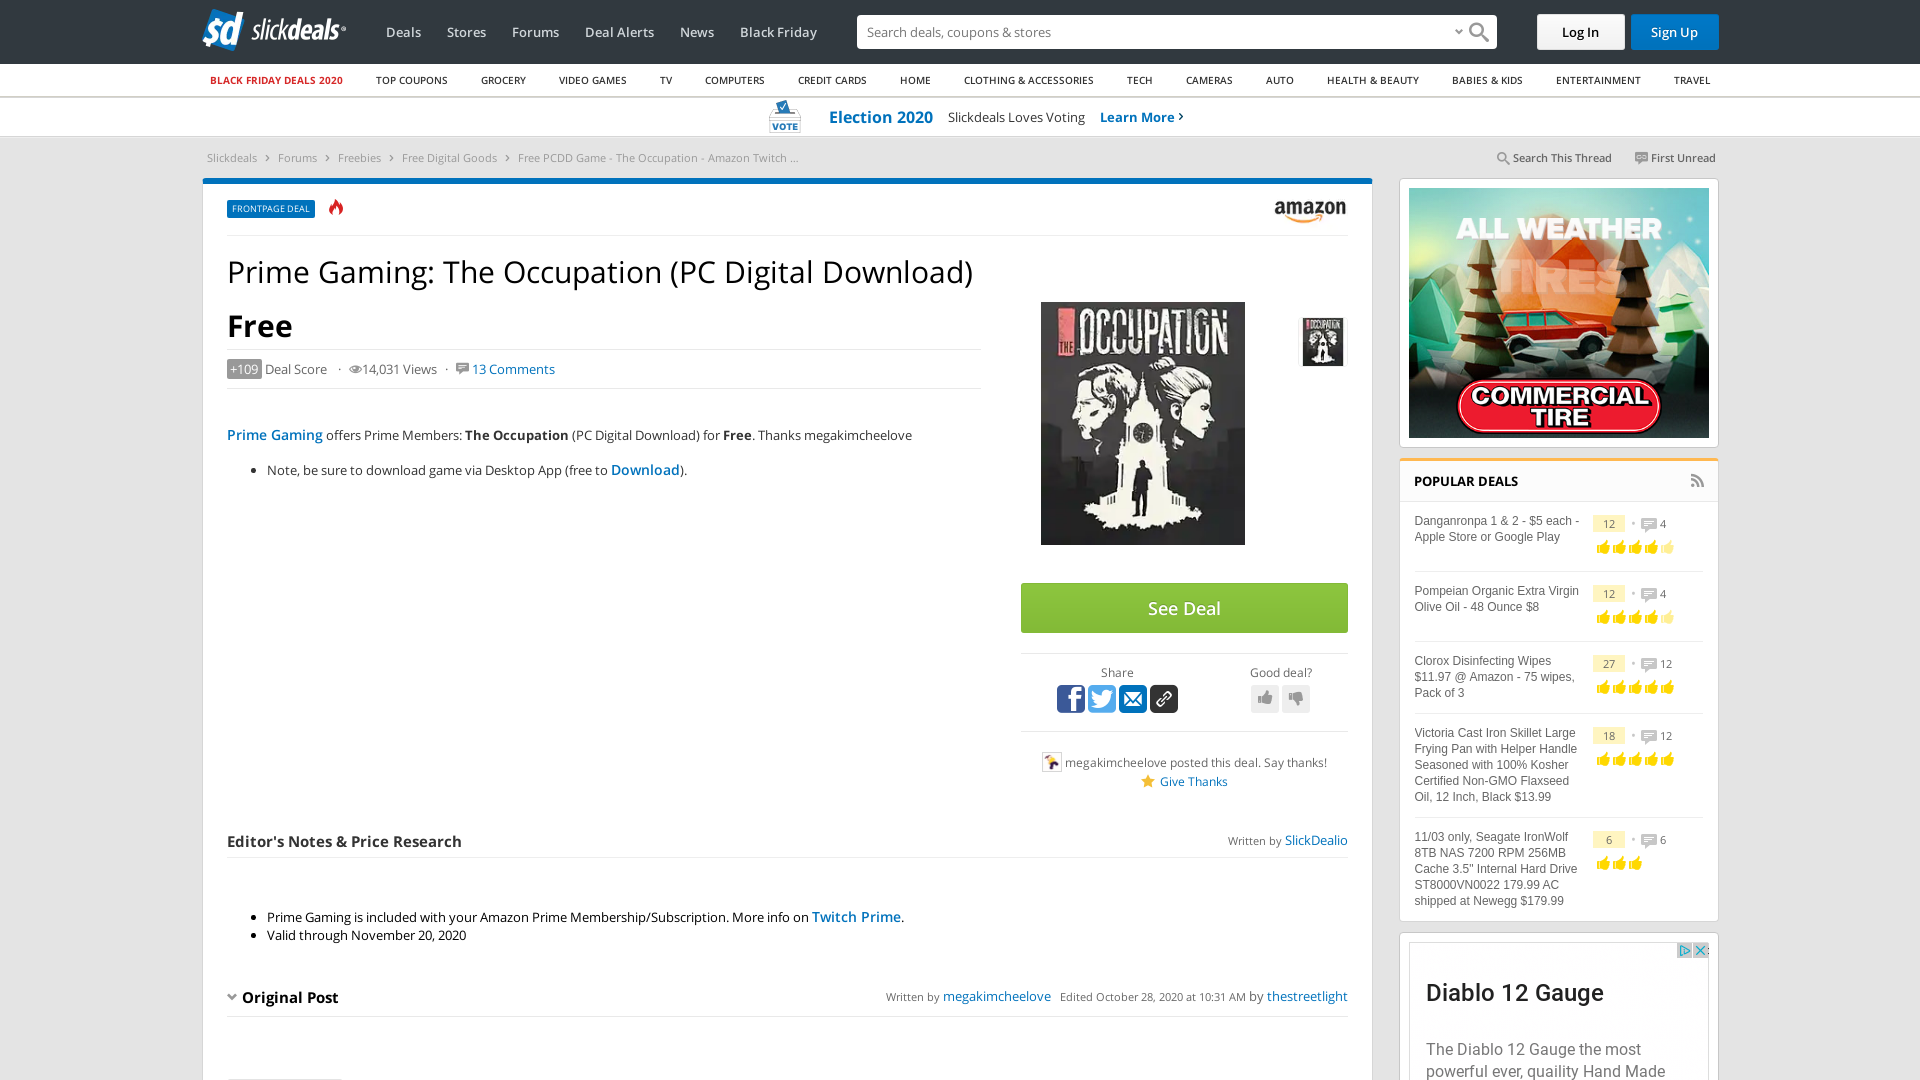 slickdeals
Deals
Stores
Forums
Deal Alerts
News
Black Friday
Search deals, coupons & stores
Log In
Sign Up
BLACK FRIDAY DEALS 2020
TOP COUPONS
GROCERY
VIDEO GAMES
TV
COMPUTERS
CREDIT CARDS
HOME
CLOTHING & ACCESSORIES
TECH
CAMERAS
AUTO
HEALTH & BEAUTY
BABIES & KIDS
ENTERTAINMENT
TRAVEL
VOTE
Election 2020 Slickdeals Loves Voting Learn More
Slickdeals > Forums > Freebies > Free Digital Goods > Free PCDD Game - The Occupation - Amazon Twitch ...
Search This Thread
First Unread
FRONTPAGE DEAL
amazon
Prime Gaming: The Occupation (PC Digital Download)
Free
+109 Deal Score · 14,031 Views · 13 Comments
Prime Gaming offers Prime Members: The Occupation (PC Digital Download) for Free. Thanks megakimcheelove
• Note, be sure to download game via Desktop App (free to Download).
THE OCCUPATION
THE OCCUPATION
See Deal
Share
Good deal?
megakimcheelove posted this deal. Say thanks!
Give Thanks
Editor's Notes & Price Research
Written by SlickDealio
• Prime Gaming is included with your Amazon Prime Membership/Subscription. More info on Twitch Prime.
• Valid through November 20, 2020
Original Post
Written by megakimcheelove Edited October 28, 2020 at 10:31 AM by thestreetlight
ALL WEATHER
TIRES
COMMERCIAL
TIRE
POPULAR DEALS
Danganronpa 1 & 2 - $5 each -
Apple Store or Google Play
12 • 4
Pompeian Organic Extra Virgin
Olive Oil - 48 Ounce $8
12 • 4
Clorox Disinfecting Wipes
$11.97 @ Amazon - 75 wipes,
Pack of 3
27 • 12
Victoria Cast Iron Skillet Large
Frying Pan with Helper Handle
Seasoned with 100% Kosher
Certified Non-GMO Flaxseed
Oil, 12 Inch, Black $13.99
18 • 12
11/03 only, Seagate IronWolf
8TB NAS 7200 RPM 256MB
Cache 3.5" Internal Hard Drive
ST8000VN0022 179.99 AC
shipped at Newegg $179.99
6 • 6
Diablo 12 Gauge
The Diablo 12 Gauge the most
powerful ever, quaility Hand Made